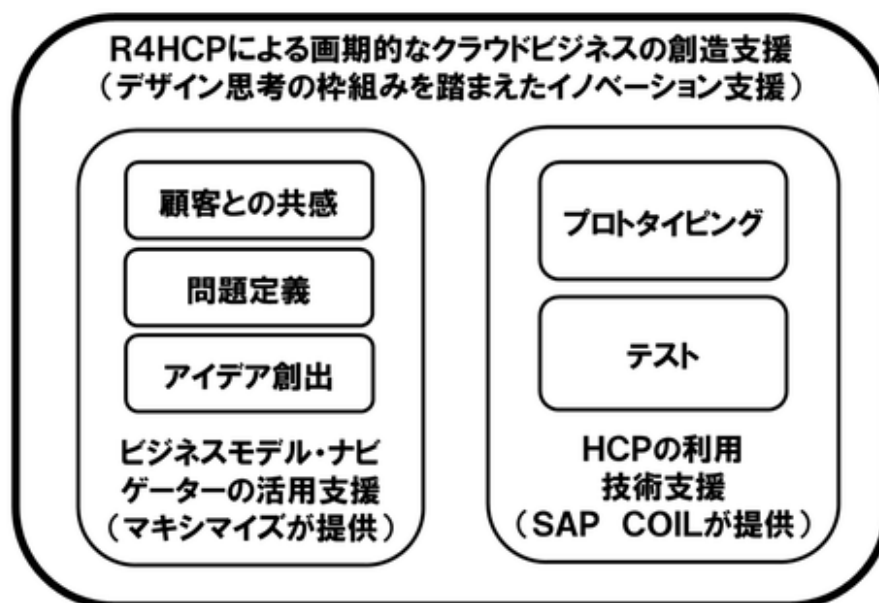 R4HCPによる画期的なクラウドビジネスの創造支援
(デザイン思考の枠組みを踏まえたイノベーション支援)
顧客との共感
問題定義
アイデア創出
ビジネスモデル・ナビ
ゲーターの活用支援
(マキシマイズが提供)
プロトタイピング
テスト
HCPの利用
技術支援
(SAP COILが提供)